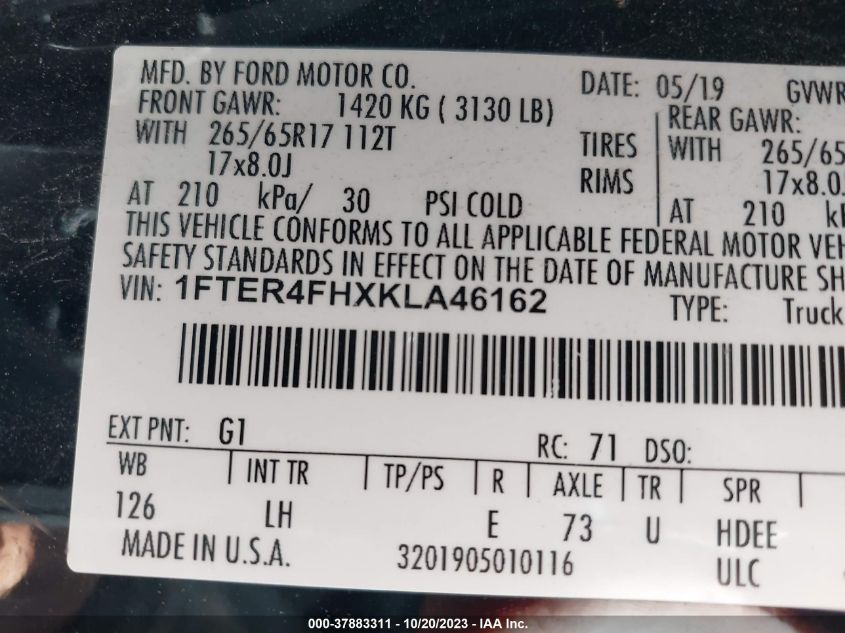 MFD. BY FORD MOTOR CO. DATE: 05/19 GVWR
FRONT GAWR: 1420 KG ( 3130 LB) REAR GAWR:
WITH 265/65R17 112T TIRES WITH 265/65
17x8.0J RIMS 17x8.0J
AT 210 kPa/ 30 PSI COLD AT 210
THIS VEHICLE CONFORMS TO ALL APPLICABLE FEDERAL MOTOR VEH
SAFETY STANDARDS IN EFFECT ON THE DATE OF MANUFACTURE SH
VIN: 1FTER4FHXKLA46162 TYPE: Truck
EXT PNT: G1 RC: 71 DSO:
WB INT TR TP/PS R AXLE TR SPR
126 LH E 73 U HDEE
MADE IN U.S.A. 3201905010116 ULC
000-37883311 - 10/20/2023 - IAA Inc.